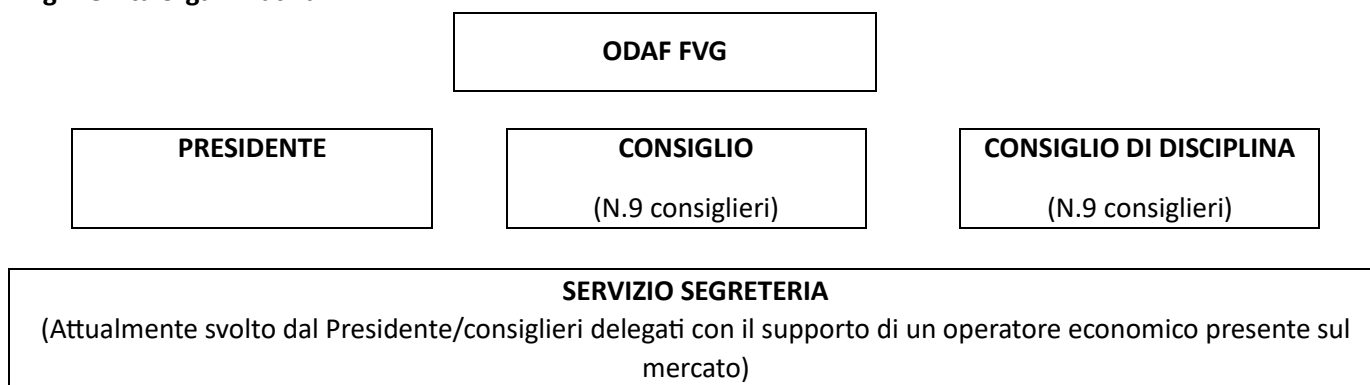 ODAF FVG
PRESIDENTE
CONSIGLIO
(N.9 consiglieri)
CONSIGLIO DI DISCIPLINA
(N.9 consiglieri)
SERVIZIO SEGRETERIA
(Attualmente svolto dal Presidente/consiglieri delegati con il supporto di un operatore economico presente sul
mercato)